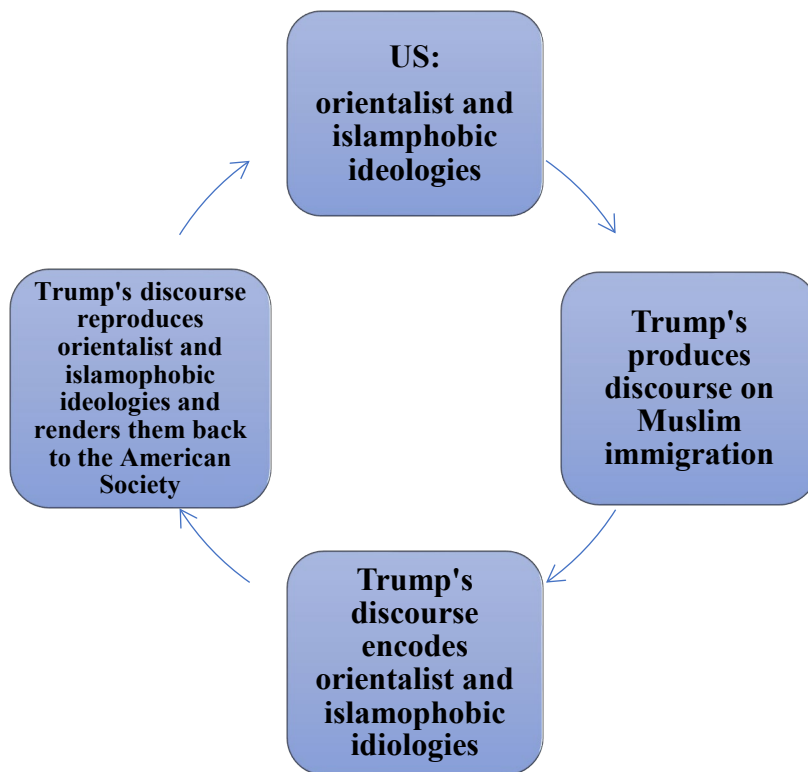 US:
orientalist and
islamphobic
ideologies
Trump's
produces
discourse on
Muslim
immigration
Trump's
discourse
encodes
orientalist and
islamophobic
idiologies
Trump's discourse
reproduces
orientalist and
islamophobic
ideologies and
renders them back
to the American
Society